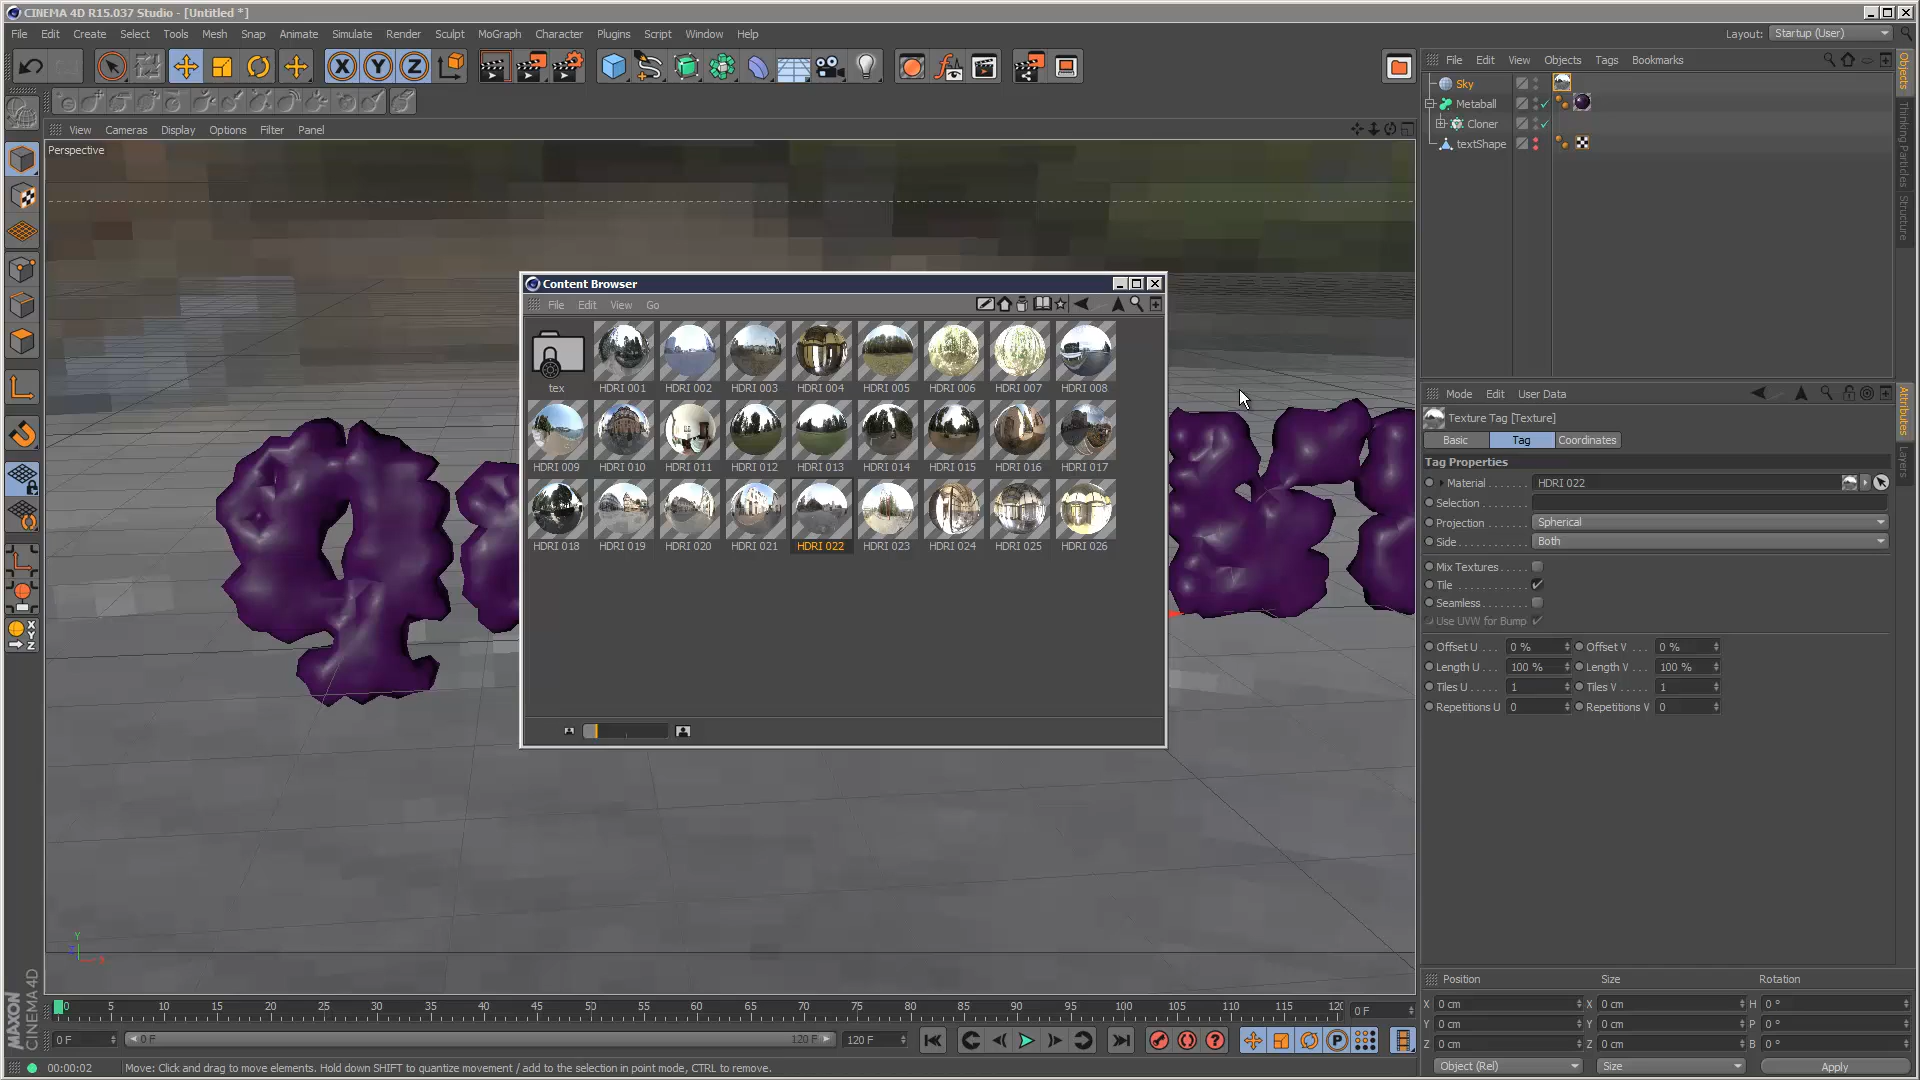 CINEMA 4D R15.037 Studio - [Untitled *]
File Edit Create Select Tools Mesh Snap Animate Simulate Render Sculpt MoGraph Character Plugins Script Window Help
Layout: Startup (User)
View Cameras Display Options Filter Panel
Perspective
File Edit View Objects Tags Bookmarks
Sky
Metaball
Cloner
textShape
Objects
Thinking Particles
Structure
Content Browser
File Edit View Go
tex HDRI 001 HDRI 002 HDRI 003 HDRI 004 HDRI 005 HDRI 006 HDRI 007 HDRI 008
HDRI 009 HDRI 010 HDRI 011 HDRI 012 HDRI 013 HDRI 014 HDRI 015 HDRI 016 HDRI 017
HDRI 018 HDRI 019 HDRI 020 HDRI 021 HDRI 022 HDRI 023 HDRI 024 HDRI 025 HDRI 026
Mode Edit User Data
Attributes
Layers
Texture Tag [Texture]
Basic Tag Coordinates
Tag Properties
Material . . . . . . . HDRI 022
Selection . . . . . .
Projection . . . . . . Spherical
Side . . . . . . . . . . Both
Mix Textures . . . .
Tile . . . . . . . . . .
Seamless . . . . . . .
Use UVW for Bump
Offset U . . . 0 % Offset V . . . 0 %
Length U . . . 100 % Length V . . . 100 %
Tiles U . . . . 1 Tiles V . . . . 1
Repetitions U 0 Repetitions V 0
X Y Z
Y
X
Z
MAXON
CINEMA 4D
0 5 10 15 20 25 30 35 40 45 50 55 60 65 70 75 80 85 90 95 100 105 110 115 120 0 F
0 F 0 F 120 F 120 F
Position Size Rotation
X 0 cm X 0 cm H 0 °
Y 0 cm Y 0 cm P 0 °
Z 0 cm Z 0 cm B 0 °
Object (Rel) Size Apply
00:00:02 Move: Click and drag to move elements. Hold down SHIFT to quantize movement / add to the selection in point mode, CTRL to remove.